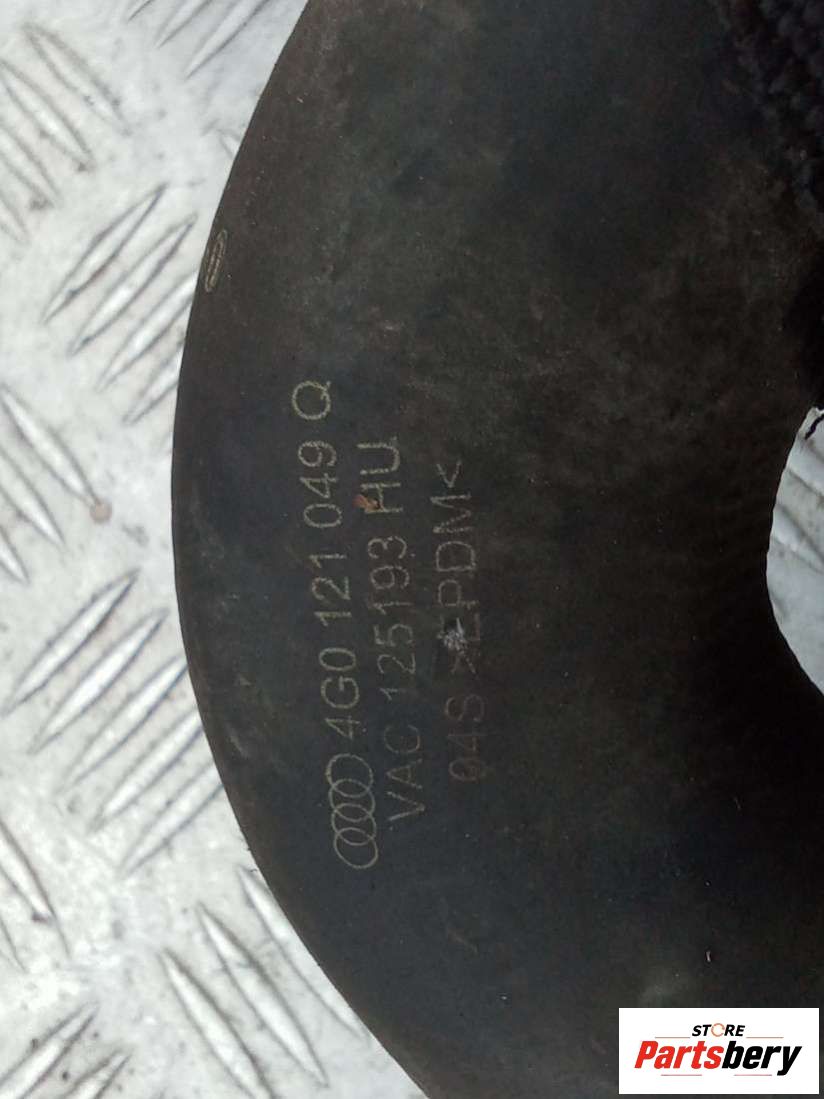 4G0 121 049 Q
VAC 125193 HU
04S >EPDM<
STORE
Partsbery